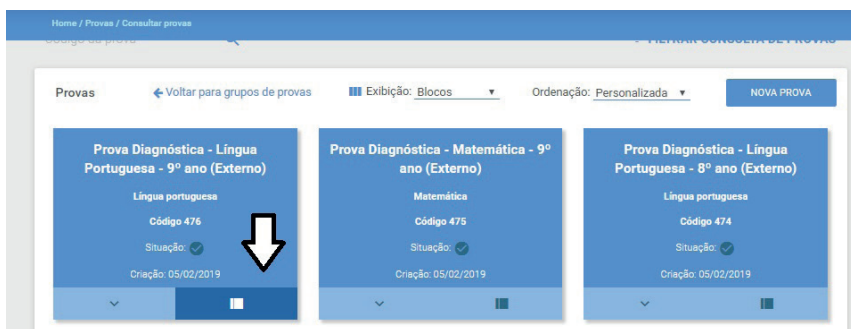 Home / Provas / Consultar provas
Código da prova
FILTRAR CONSULTA DE PROVAS
Provas
Voltar para grupos de provas
Exibição: Blocos
Ordenação: Personalizada
NOVA PROVA
Prova Diagnóstica - Língua
Portuguesa - 9º ano (Externo)
Língua portuguesa
Código 476
Situação:
Criação: 05/02/2019
Prova Diagnóstica - Matemática - 9º
ano (Externo)
Matemática
Código 475
Situação:
Criação: 05/02/2019
Prova Diagnóstica - Língua
Portuguesa - 8º ano (Externo)
Língua portuguesa
Código 474
Situação:
Criação: 05/02/2019